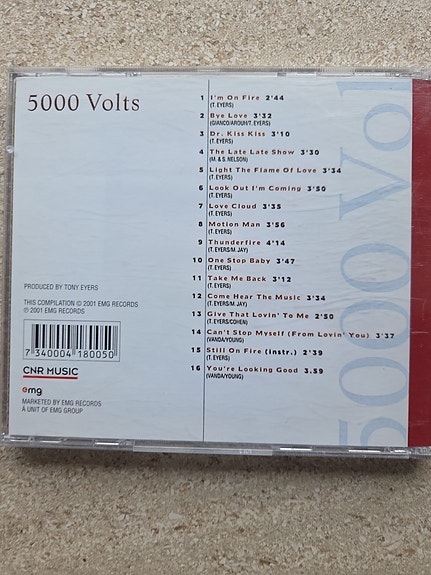 5000 Volts
1 I'm On Fire 2'44
(T. EYERS)
2 Bye Love 3'32
(GIANCO/AROUH/T. EYERS)
3 Dr. Kiss Kiss 3'10
(T. EYERS)
4 The Late Late Show 3'30
(M. & S. NELSON)
5 Light The Flame Of Love 3'34
(T. EYERS)
6 Look Out I'm Coming 3'50
(T. EYERS)
7 Love Cloud 3'35
(T. EYERS)
8 Motion Man 3'56
(T. EYERS)
9 Thunderfire 4'14
(T. EYERS/M. JAY)
10 One Stop Baby 3'47
(T. EYERS)
11 Take Me Back 3'12
(T. EYERS)
12 Come Hear The Music 3'34
(T. EYERS/M. JAY)
13 Give That Lovin' To Me 2'50
(T. EYERS/COHEN)
14 Can't Stop Myself (From Lovin' You) 3'37
(VANDA/YOUNG)
15 Still On Fire (instr.) 2'39
(T. EYERS)
16 You're Looking Good 3.59
(VANDA/YOUNG)
PRODUCED BY TONY EYERS
THIS COMPILATION ℗ 2001 EMG RECORDS
© 2001 EMG RECORDS
7 340004 180050
CNR MUSIC
emg
MARKETED BY EMG RECORDS
A UNIT OF EMG GROUP
5000 Vol